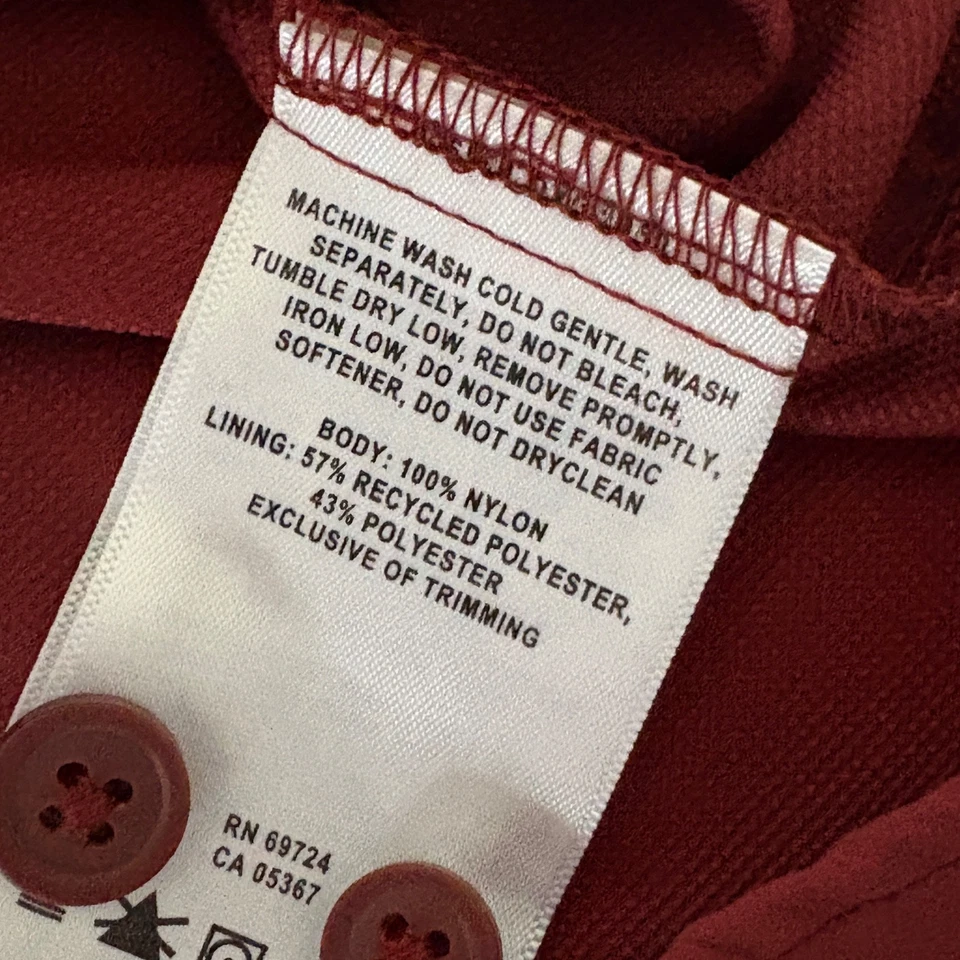 MACHINE WASH COLD GENTLE, WASH
SEPARATELY, DO NOT BLEACH,
TUMBLE DRY LOW, REMOVE PROMPTLY,
IRON LOW, DO NOT USE FABRIC
SOFTENER, DO NOT DRYCLEAN
BODY: 100% NYLON
LINING: 57% RECYCLED POLYESTER,
43% POLYESTER
EXCLUSIVE OF TRIMMING
RN 69724
CA 05367